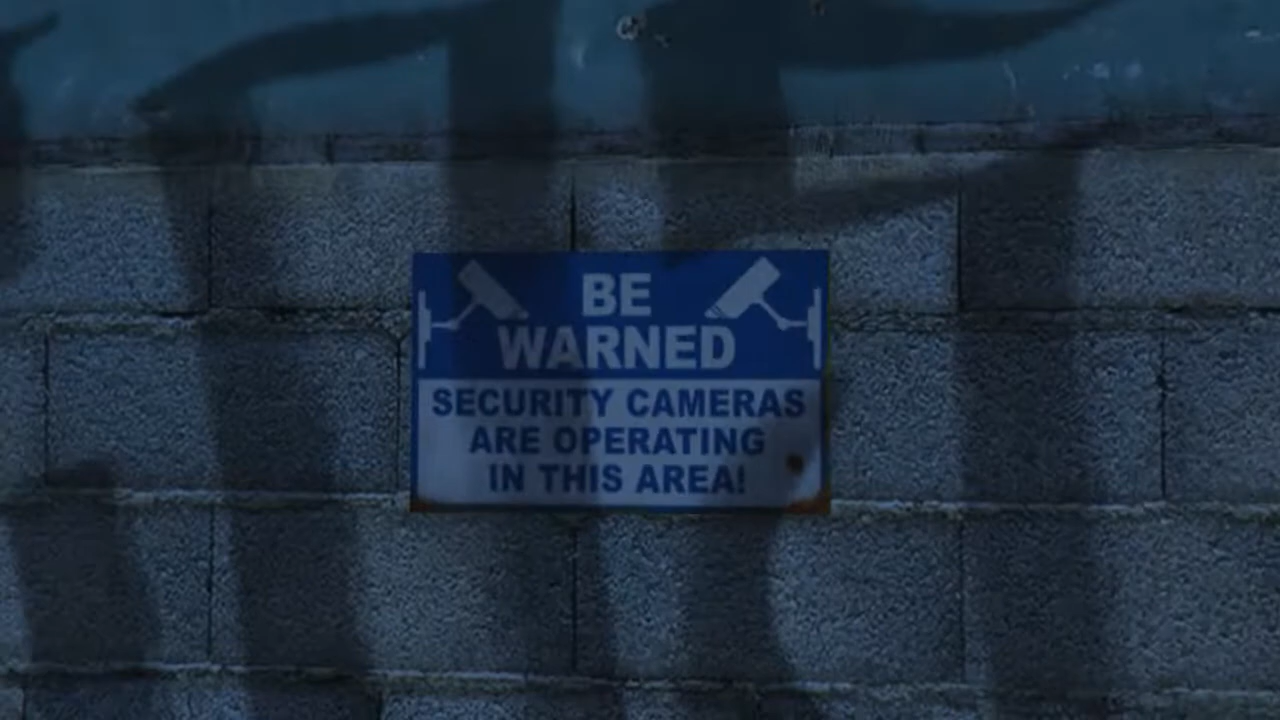 BE
WARNED
SECURITY CAMERAS
ARE OPERATING
IN THIS AREA!